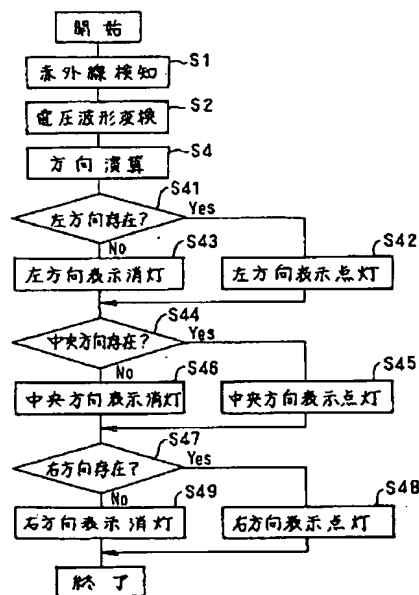 開始
S1
赤外線検知
S2
電圧波形変換
S4
方向演算
S41
左方向存在?
Yes
No
S43
S42
左方向表示消灯
左方向表示点灯
S44
中央方向存在?
Yes
No
S46
S45
中央方向表示消灯
中央方向表示点灯
S47
右方向存在?
Yes
No
S49
S48
右方向表示消灯
右方向表示点灯
終了